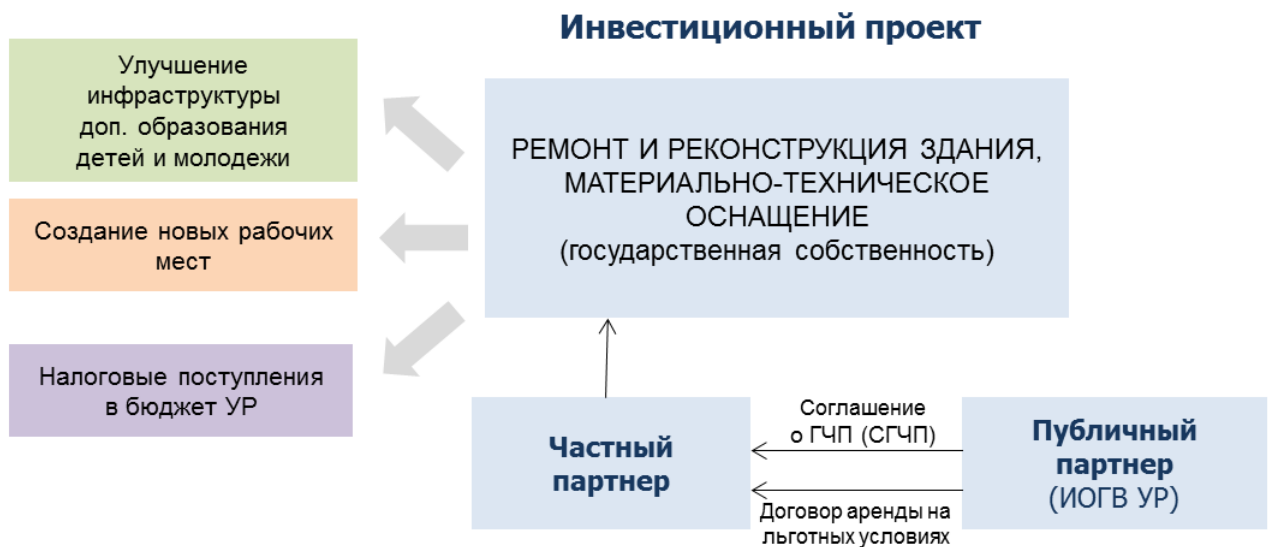 Инвестиционный проект
Улучшение
инфраструктуры
доп. образования
детей и молодежи
Создание новых рабочих
мест
Налоговые поступления
в бюджет УР
РЕМОНТ И РЕКОНСТРУКЦИЯ ЗДАНИЯ,
МАТЕРИАЛЬНО-ТЕХНИЧЕСКОЕ
ОСНАЩЕНИЕ
(государственная собственность)
Частный
партнер
Соглашение
о ГЧП (СГЧП)
Договор аренды на
льготных условиях
Публичный
партнер
(ИОГВ УР)